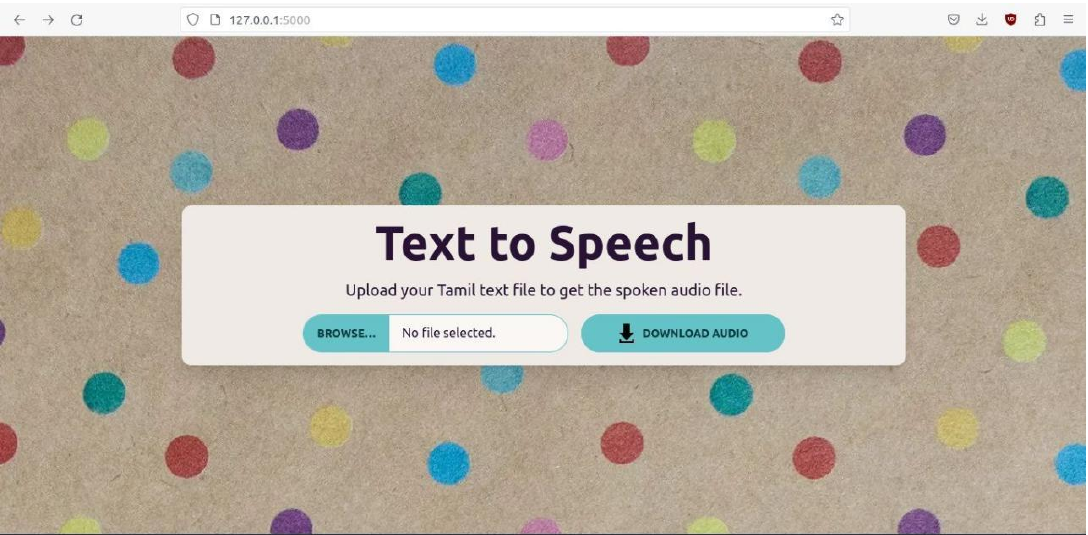 127.0.0.1:5000
Text to Speech
Upload your Tamil text file to get the spoken audio file.
BROWSE... No file selected. DOWNLOAD AUDIO